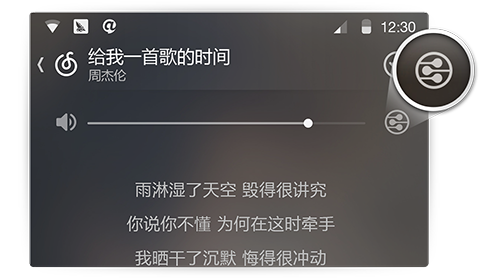 12:30
给我一首歌的时间
周杰伦
雨淋湿了天空 毁得很讲究
你说你不懂 为何在这时牵手
我晒干了沉默 悔得很冲动